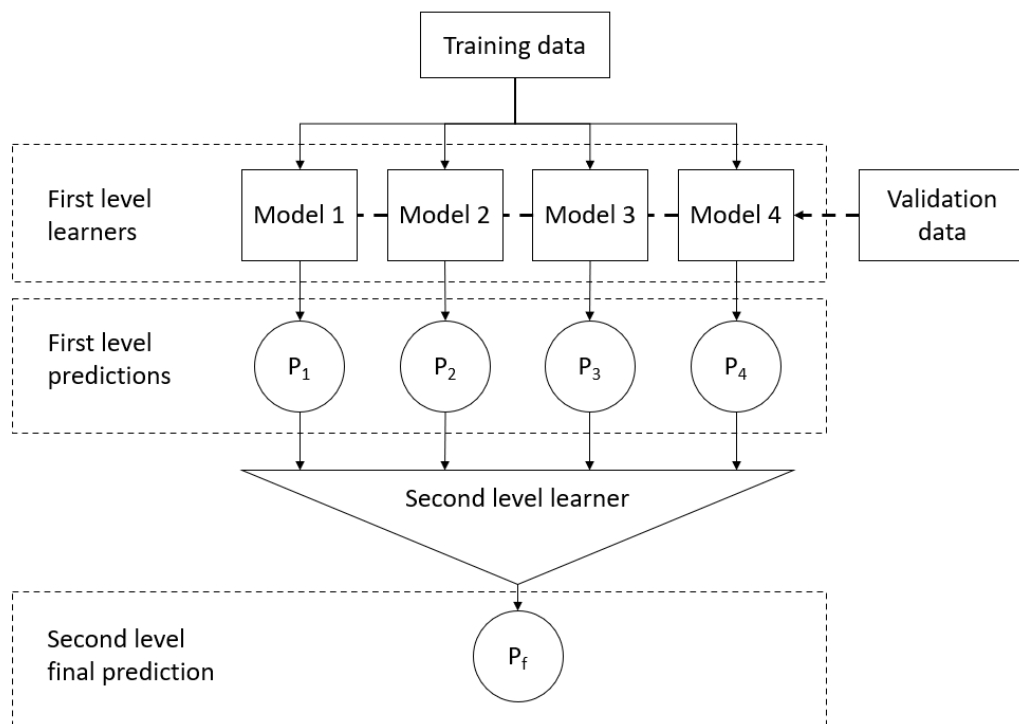 Training data
First level
learners
Model 1
Model 2
Model 3
Model 4
Validation
data
First level
predictions
P₁
P₂
P₃
P₄
Second level learner
Second level
final prediction
P_f